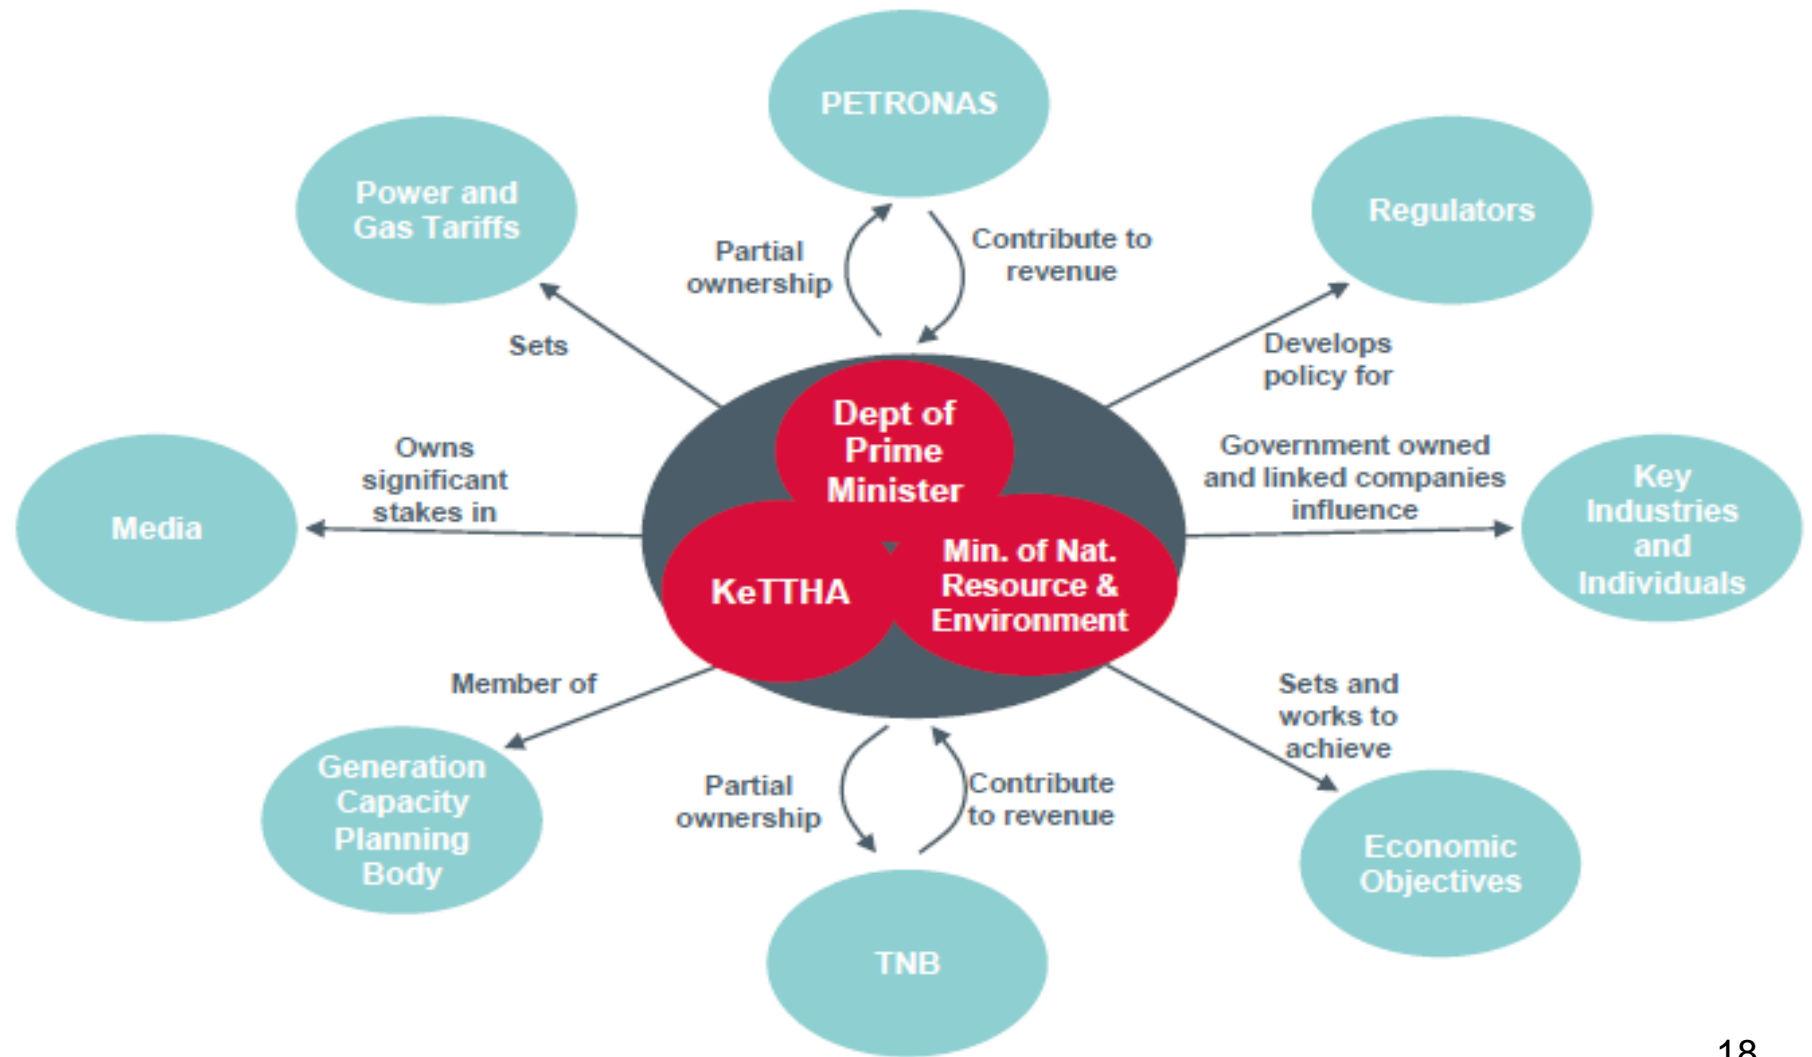 PETRONAS
Power and
Gas Tariffs
Regulators
Partial
ownership
Contribute to
revenue
Sets
Develops
policy for
Dept of
Prime
Minister
Owns
significant
stakes in
Government owned
and linked companies
influence
Media
Key
Industries
and
Individuals
KeTTHA
Min. of Nat.
Resource &
Environment
Member of
Sets and
works to
achieve
Generation
Capacity
Planning
Body
Partial
ownership
Contribute
to revenue
Economic
Objectives
TNB
18